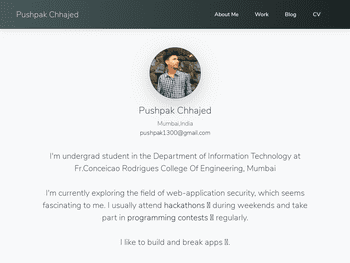 Pushpak Chhajed
About Me Work Blog CV
Pushpak Chhajed
Mumbai,India
pushpak1300@gmail.com
I'm undergrad student in the Department of Information Technology at
Fr.Conceicao Rodrigues College Of Engineering, Mumbai
I'm currently exploring the field of web-application security, which seems
fascinating to me. I usually attend hackathons during weekends and take
part in programming contests regularly.
I like to build and break apps .